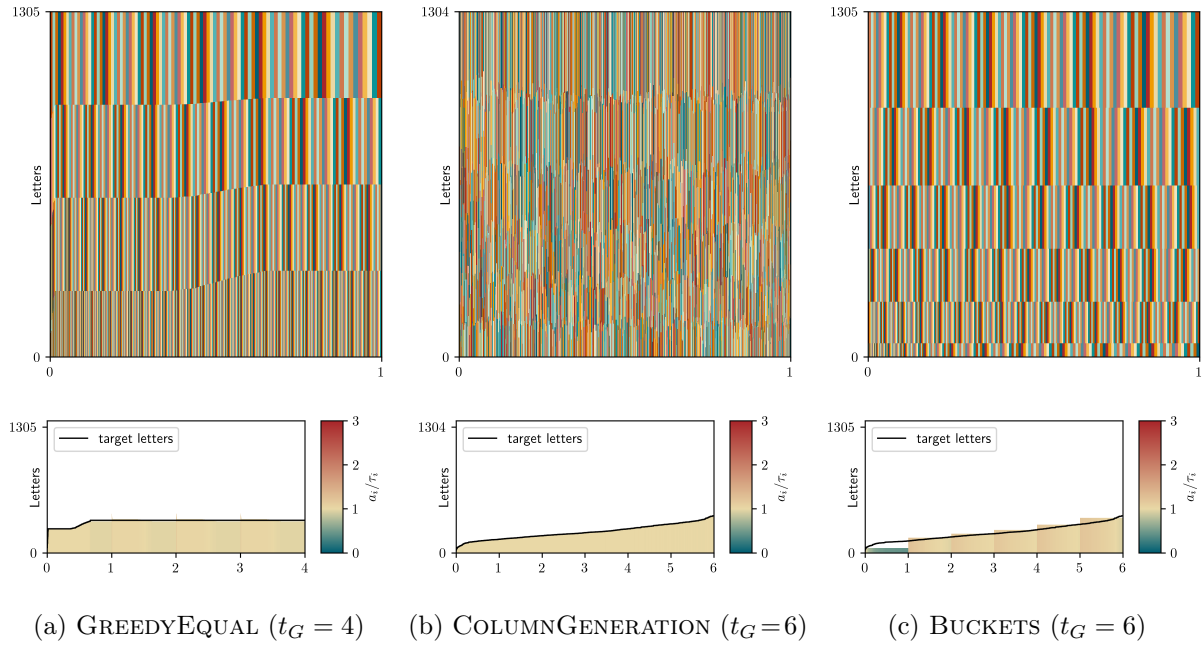 1305
Letters
0
0 1
1304
Letters
0
0 1
1305
Letters
0
0 1
1305
Letters
0
target letters
0 1 2 3 4
3
2
1
0
a_i/τ_i
1304
Letters
0
target letters
0 1 2 3 4 5 6
3
2
1
0
a_i/τ_i
1305
Letters
0
target letters
0 1 2 3 4 5 6
3
2
1
0
a_i/τ_i
(a) GREEDYEQUAL (t_G = 4)
(b) COLUMNGENERATION (t_G=6)
(c) BUCKETS (t_G = 6)